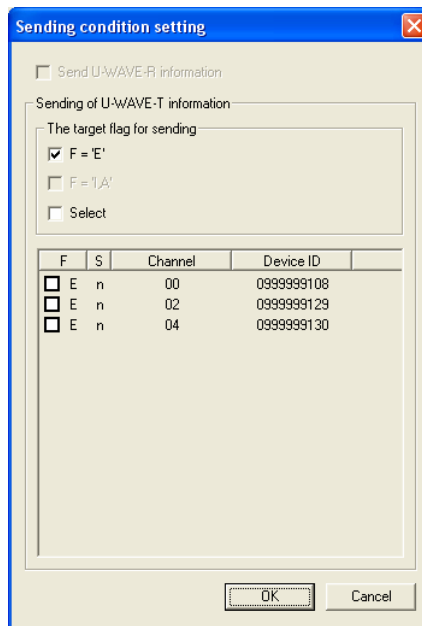 Sending condition setting
Send U-WAVE-R information
Sending of U-WAVE-T information
The target flag for sending
F = 'E'
F = 'I,A'
Select
F S Channel Device ID
E n 00 0999999108
E n 02 0999999129
E n 04 0999999130
OK Cancel